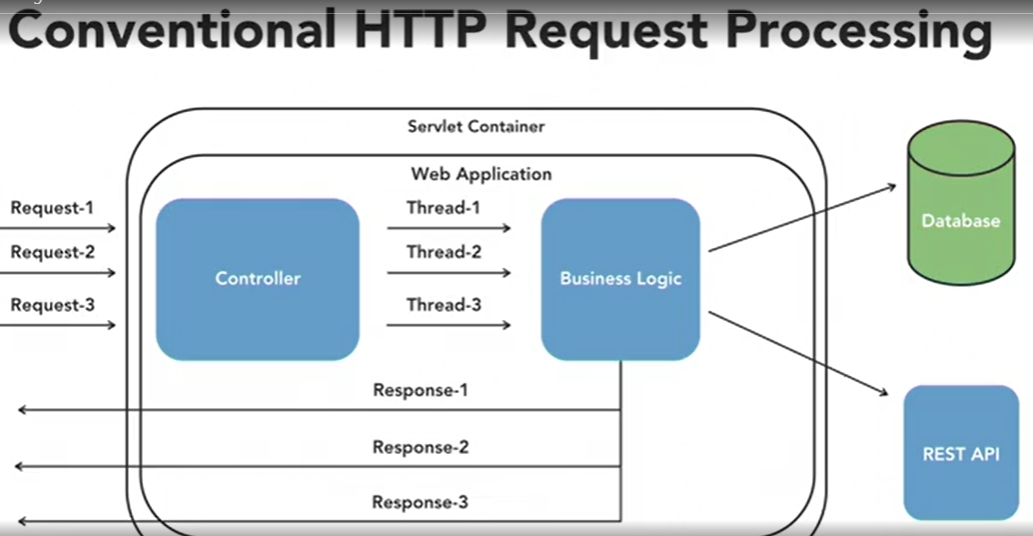 Conventional HTTP Request Processing
Servlet Container
Web Application
Request-1
Request-2
Request-3
Controller
Thread-1
Thread-2
Thread-3
Business Logic
Database
REST API
Response-1
Response-2
Response-3